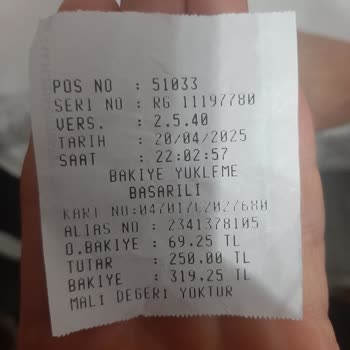 POS NO : 51033
SERI NO : RG 11197780
VERS. : 2.5.40
TARIH : 20/04/2025
SAAT : 22:02:57
BAKIYE YUKLEME
BASARILI
KART NU:
ALIAS NO : 2341378105
O.BAKIYE : 69.25 TL
TUTAR : 250.00 TL
BAKIYE : 319.25 TL
MALI DEGERI YOKTUR